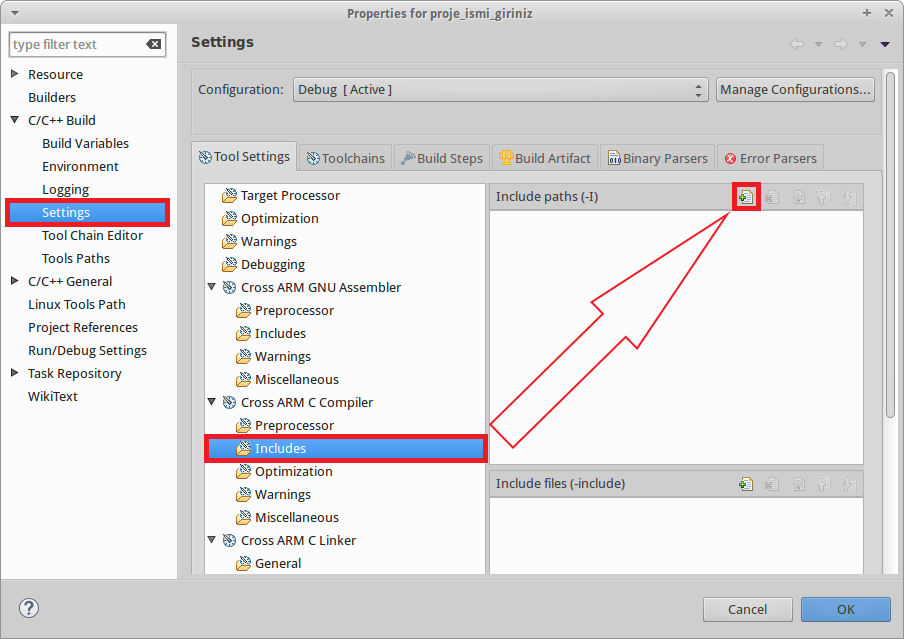 Properties for proje_ismi_giriniz
type filter text
Resource
Builders
C/C++ Build
Build Variables
Environment
Logging
Settings
Tool Chain Editor
Tools Paths
C/C++ General
Linux Tools Path
Project References
Run/Debug Settings
Task Repository
WikiText
Settings
Configuration:
Debug  [ Active ]
Manage Configurations...
Tool Settings
Toolchains
Build Steps
Build Artifact
Binary Parsers
Error Parsers
Target Processor
Optimization
Warnings
Debugging
Cross ARM GNU Assembler
Preprocessor
Includes
Warnings
Miscellaneous
Cross ARM C Compiler
Preprocessor
Includes
Optimization
Warnings
Miscellaneous
Cross ARM C Linker
General
Include paths (-I)
Include files (-include)
?
Cancel
OK